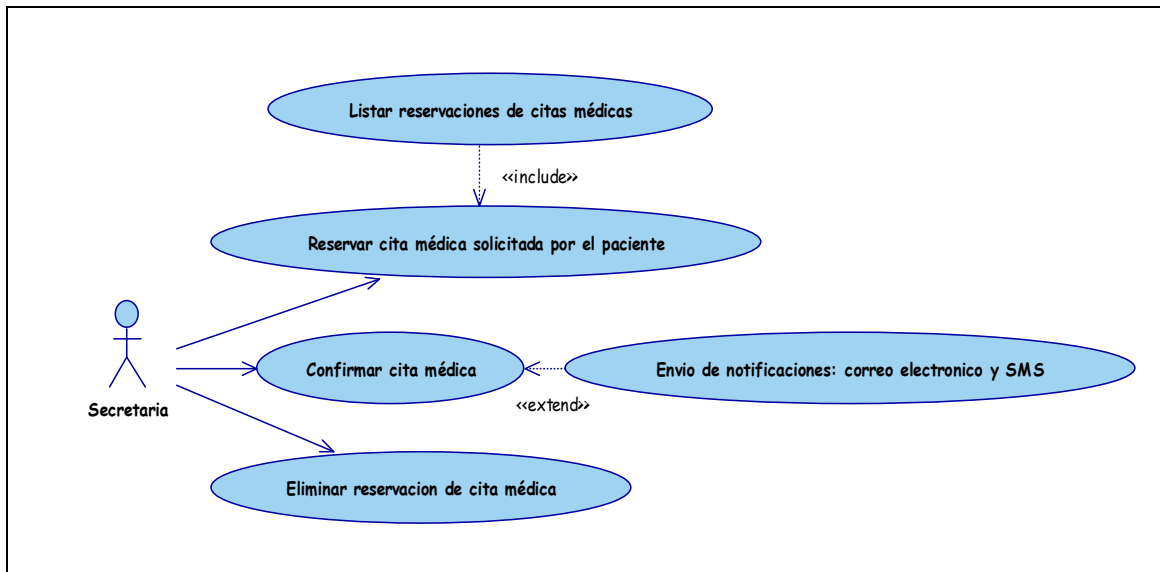 Listar reservaciones de citas médicas
<<include>>
Reservar cita médica solicitada por el paciente
Confirmar cita médica
Envio de notificaciones: correo electronico y SMS
<<extend>>
Secretaria
Eliminar reservacion de cita médica